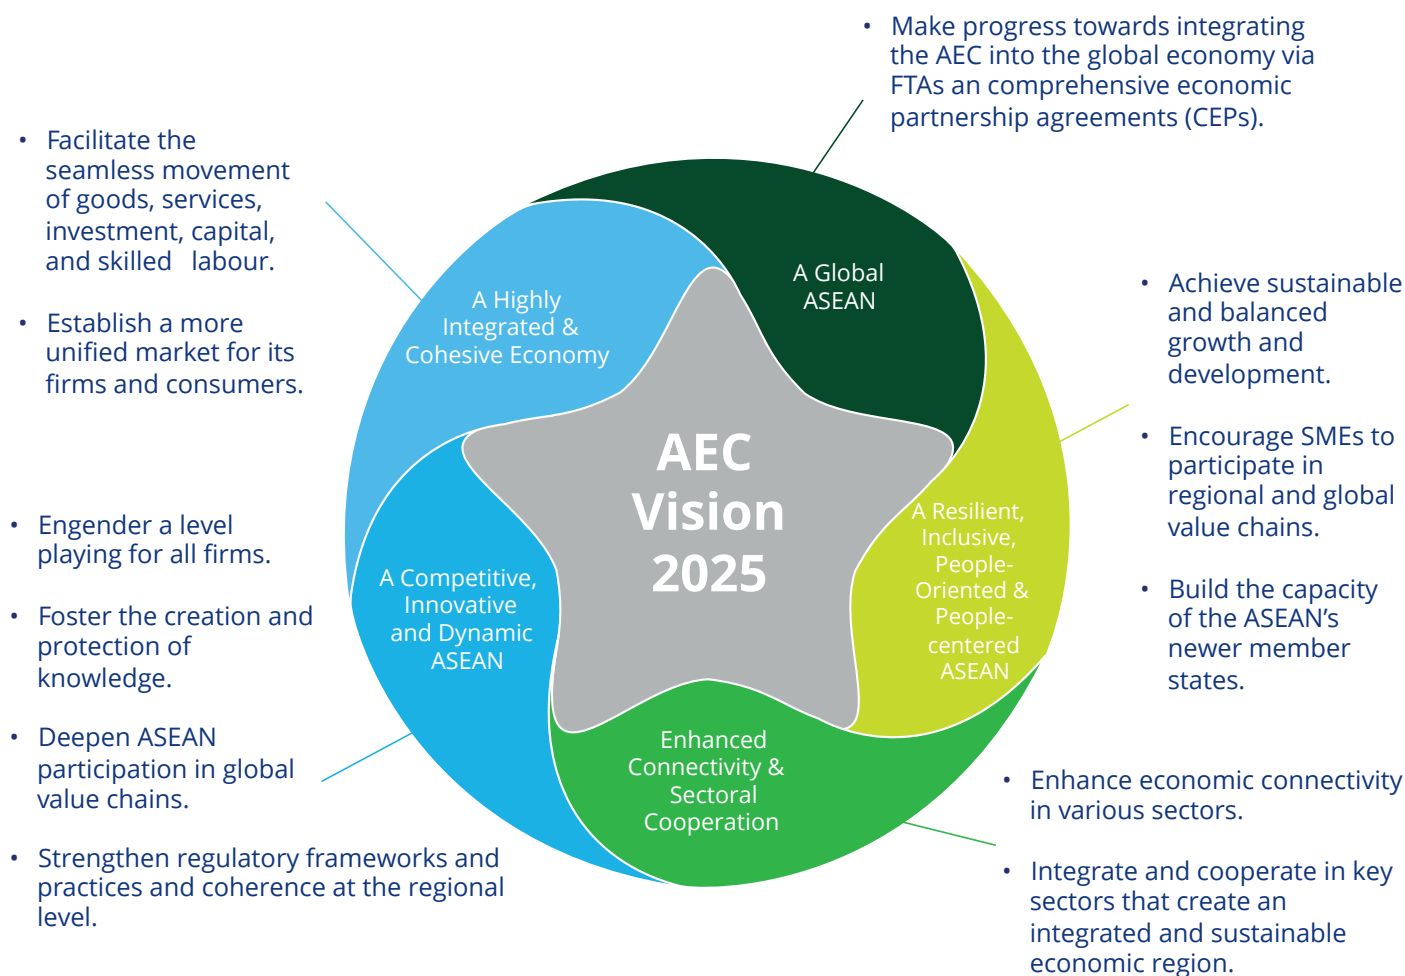 • Make progress towards integrating
the AEC into the global economy via
FTAs an comprehensive economic
partnership agreements (CEPs).
• Facilitate the
seamless movement
of goods, services,
investment, capital,
and skilled labour.
• Establish a more
unified market for its
firms and consumers.
A Highly
Integrated &
Cohesive Economy
A Global
ASEAN
• Achieve sustainable
and balanced
growth and
development.
• Encourage SMEs to
participate in
regional and global
value chains.
• Build the capacity
of the ASEAN's
newer member
states.
AEC
Vision
2025
A Resilient,
Inclusive,
People-
Oriented &
People-
centered
ASEAN
• Engender a level
playing for all firms.
• Foster the creation and
protection of
knowledge.
• Deepen ASEAN
participation in global
value chains.
• Strengthen regulatory frameworks and
practices and coherence at the regional
level.
A Competitive,
Innovative
and Dynamic
ASEAN
Enhanced
Connectivity &
Sectoral
Cooperation
• Enhance economic connectivity
in various sectors.
• Integrate and cooperate in key
sectors that create an
integrated and sustainable
economic region.